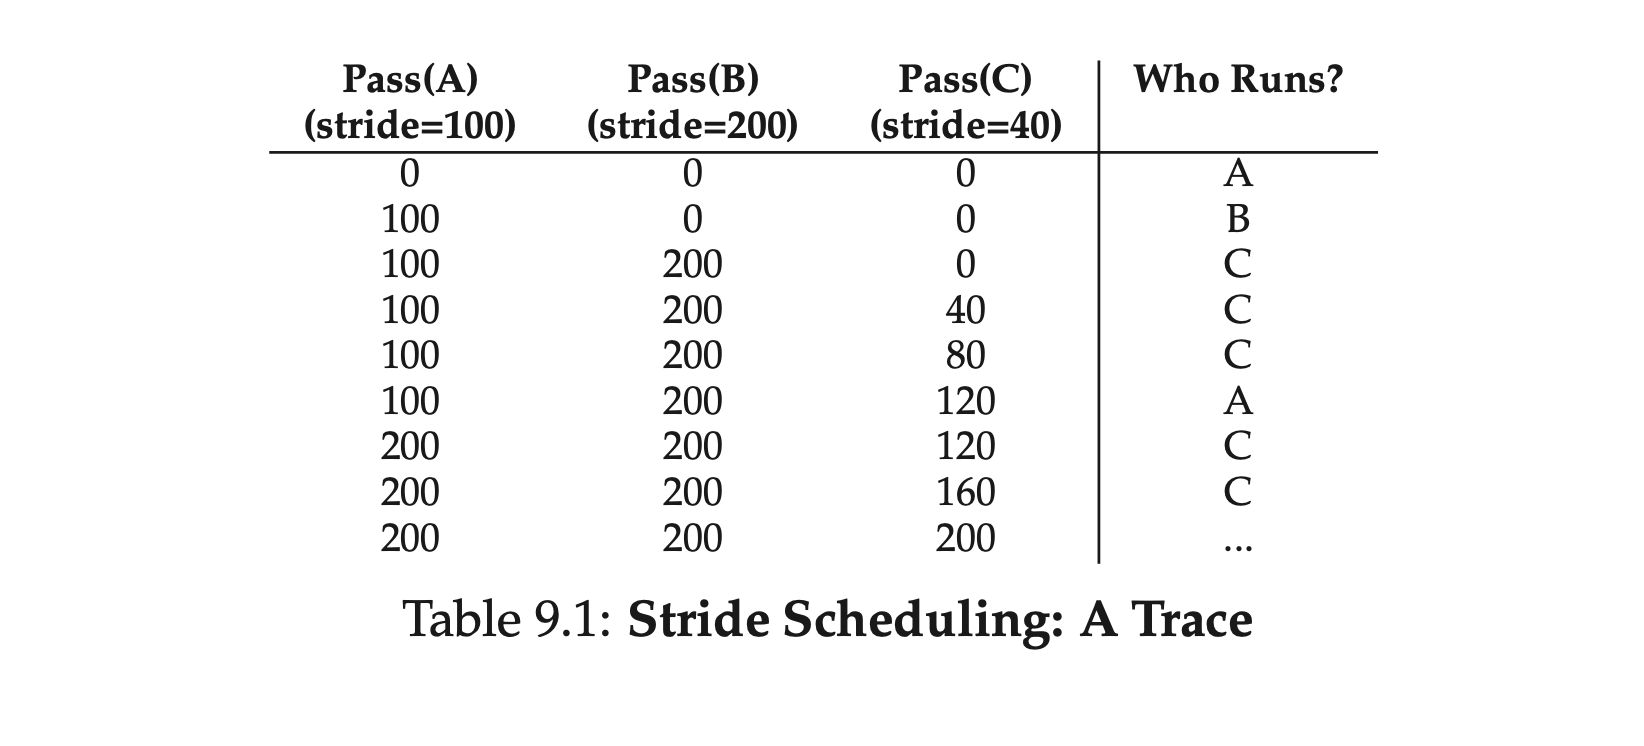 Pass(A) Pass(B) Pass(C) Who Runs?
(stride=100) (stride=200) (stride=40)
0 0 0 A
100 0 0 B
100 200 0 C
100 200 40 C
100 200 80 C
100 200 120 A
200 200 120 C
200 200 160 C
200 200 200 ...
Table 9.1: Stride Scheduling: A Trace